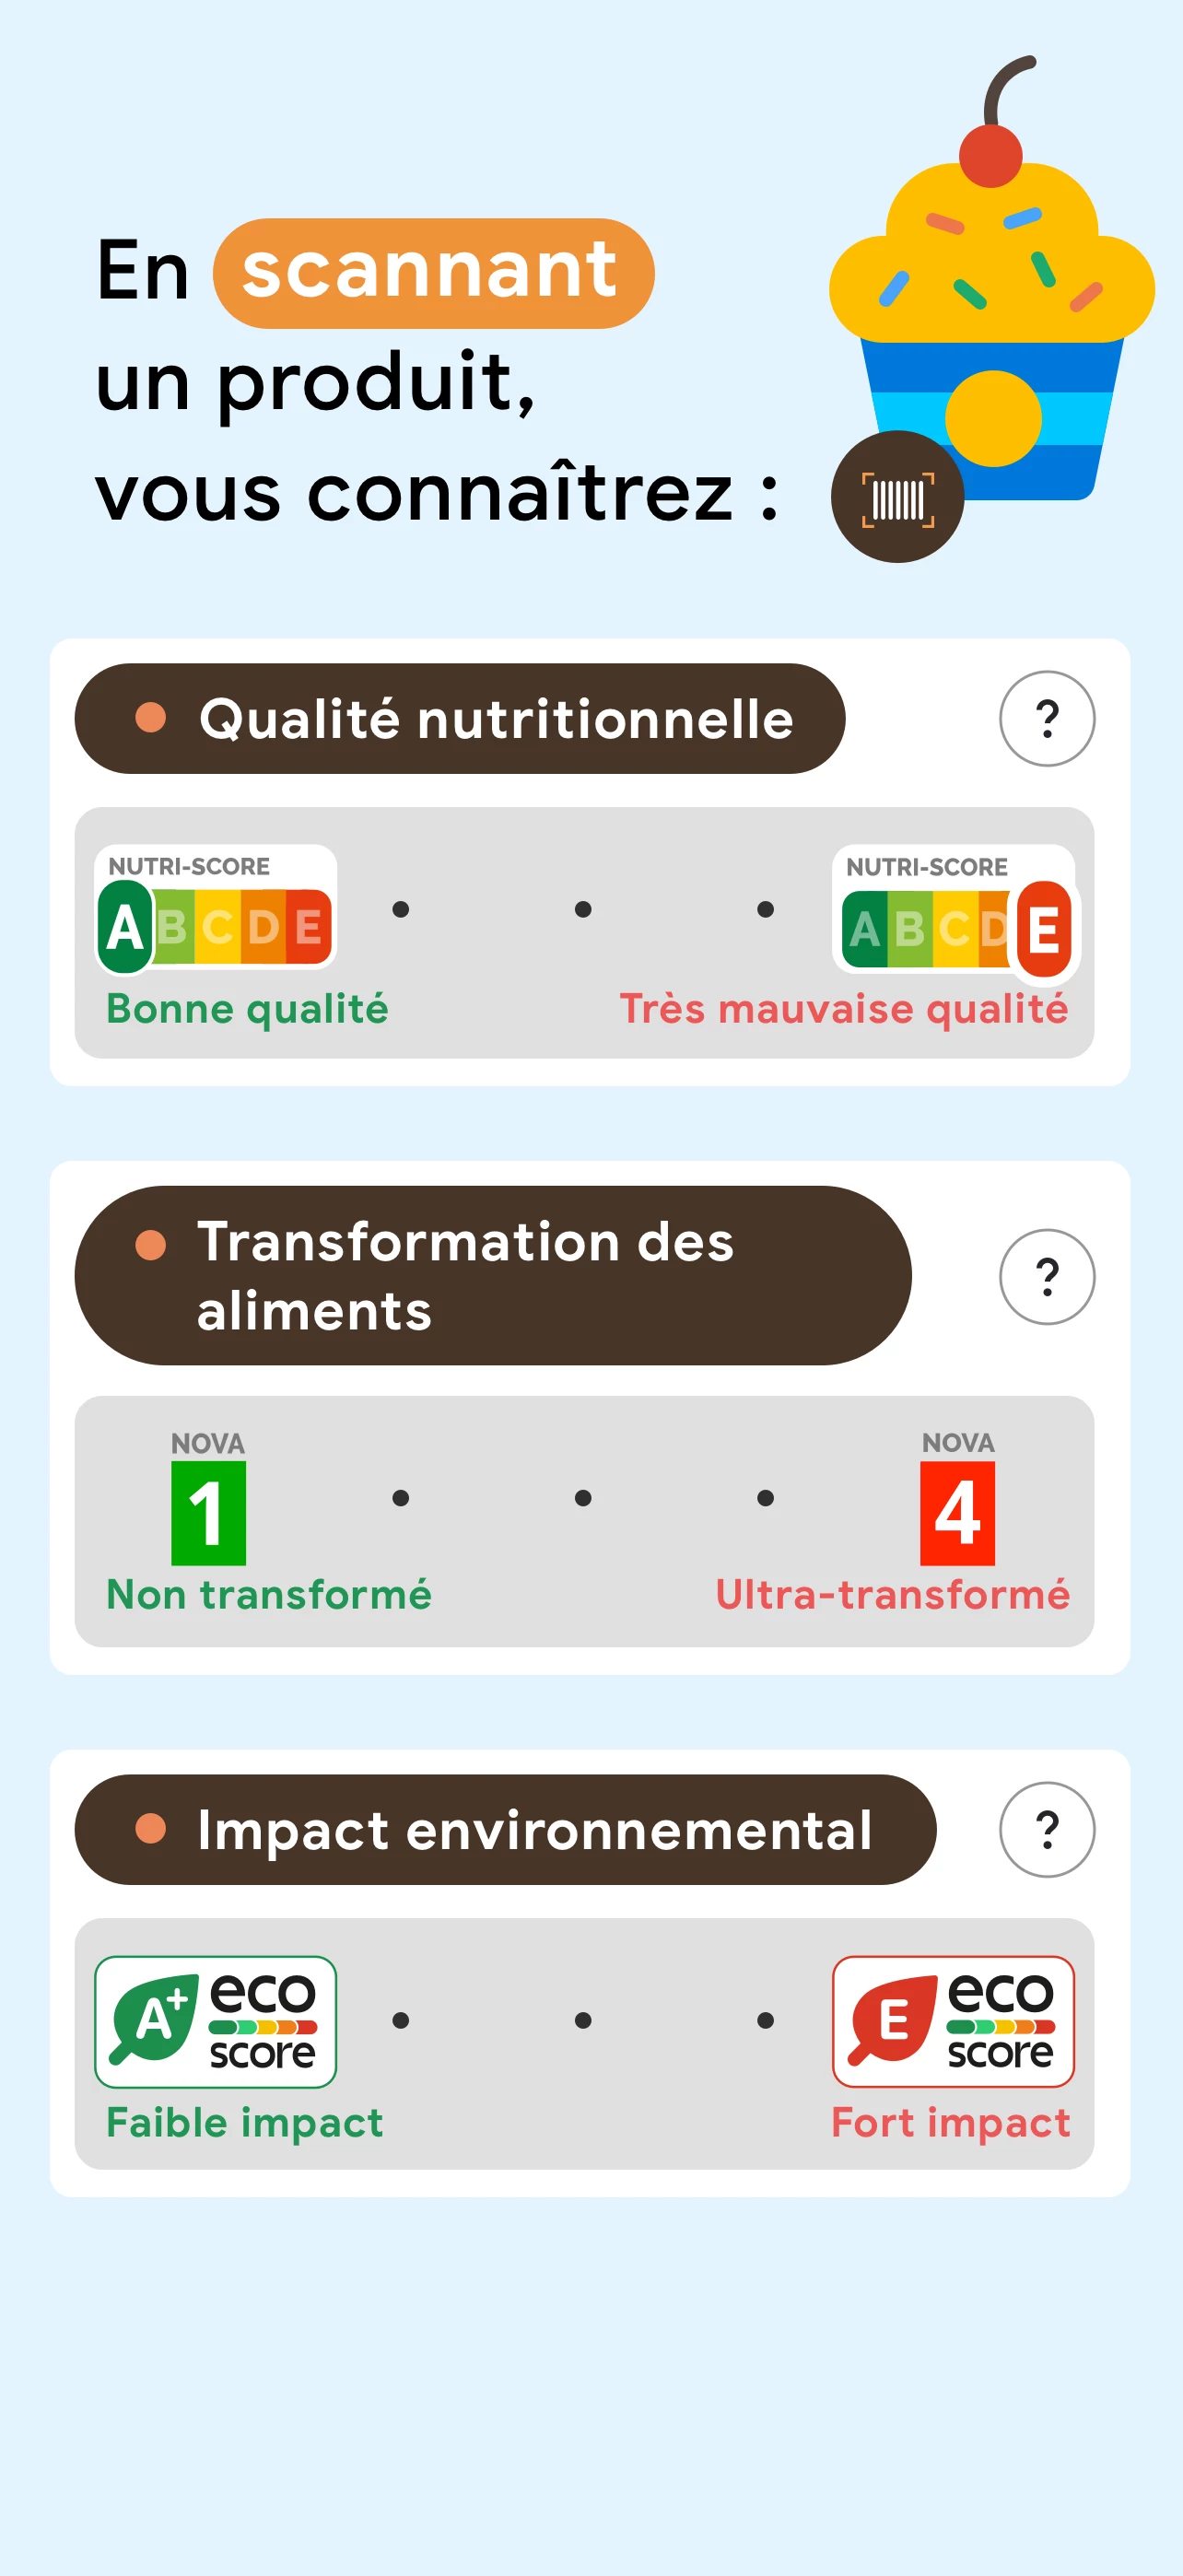 En scannant
un produit,
vous connaîtrez :
Qualité nutritionnelle
?
NUTRI-SCORE
A B C D E
NUTRI-SCORE
A B C D E
Bonne qualité
Très mauvaise qualité
Transformation des
aliments
?
NOVA
1
NOVA
4
Non transformé
Ultra-transformé
Impact environnemental
?
A+ eco
score
E eco
score
Faible impact
Fort impact